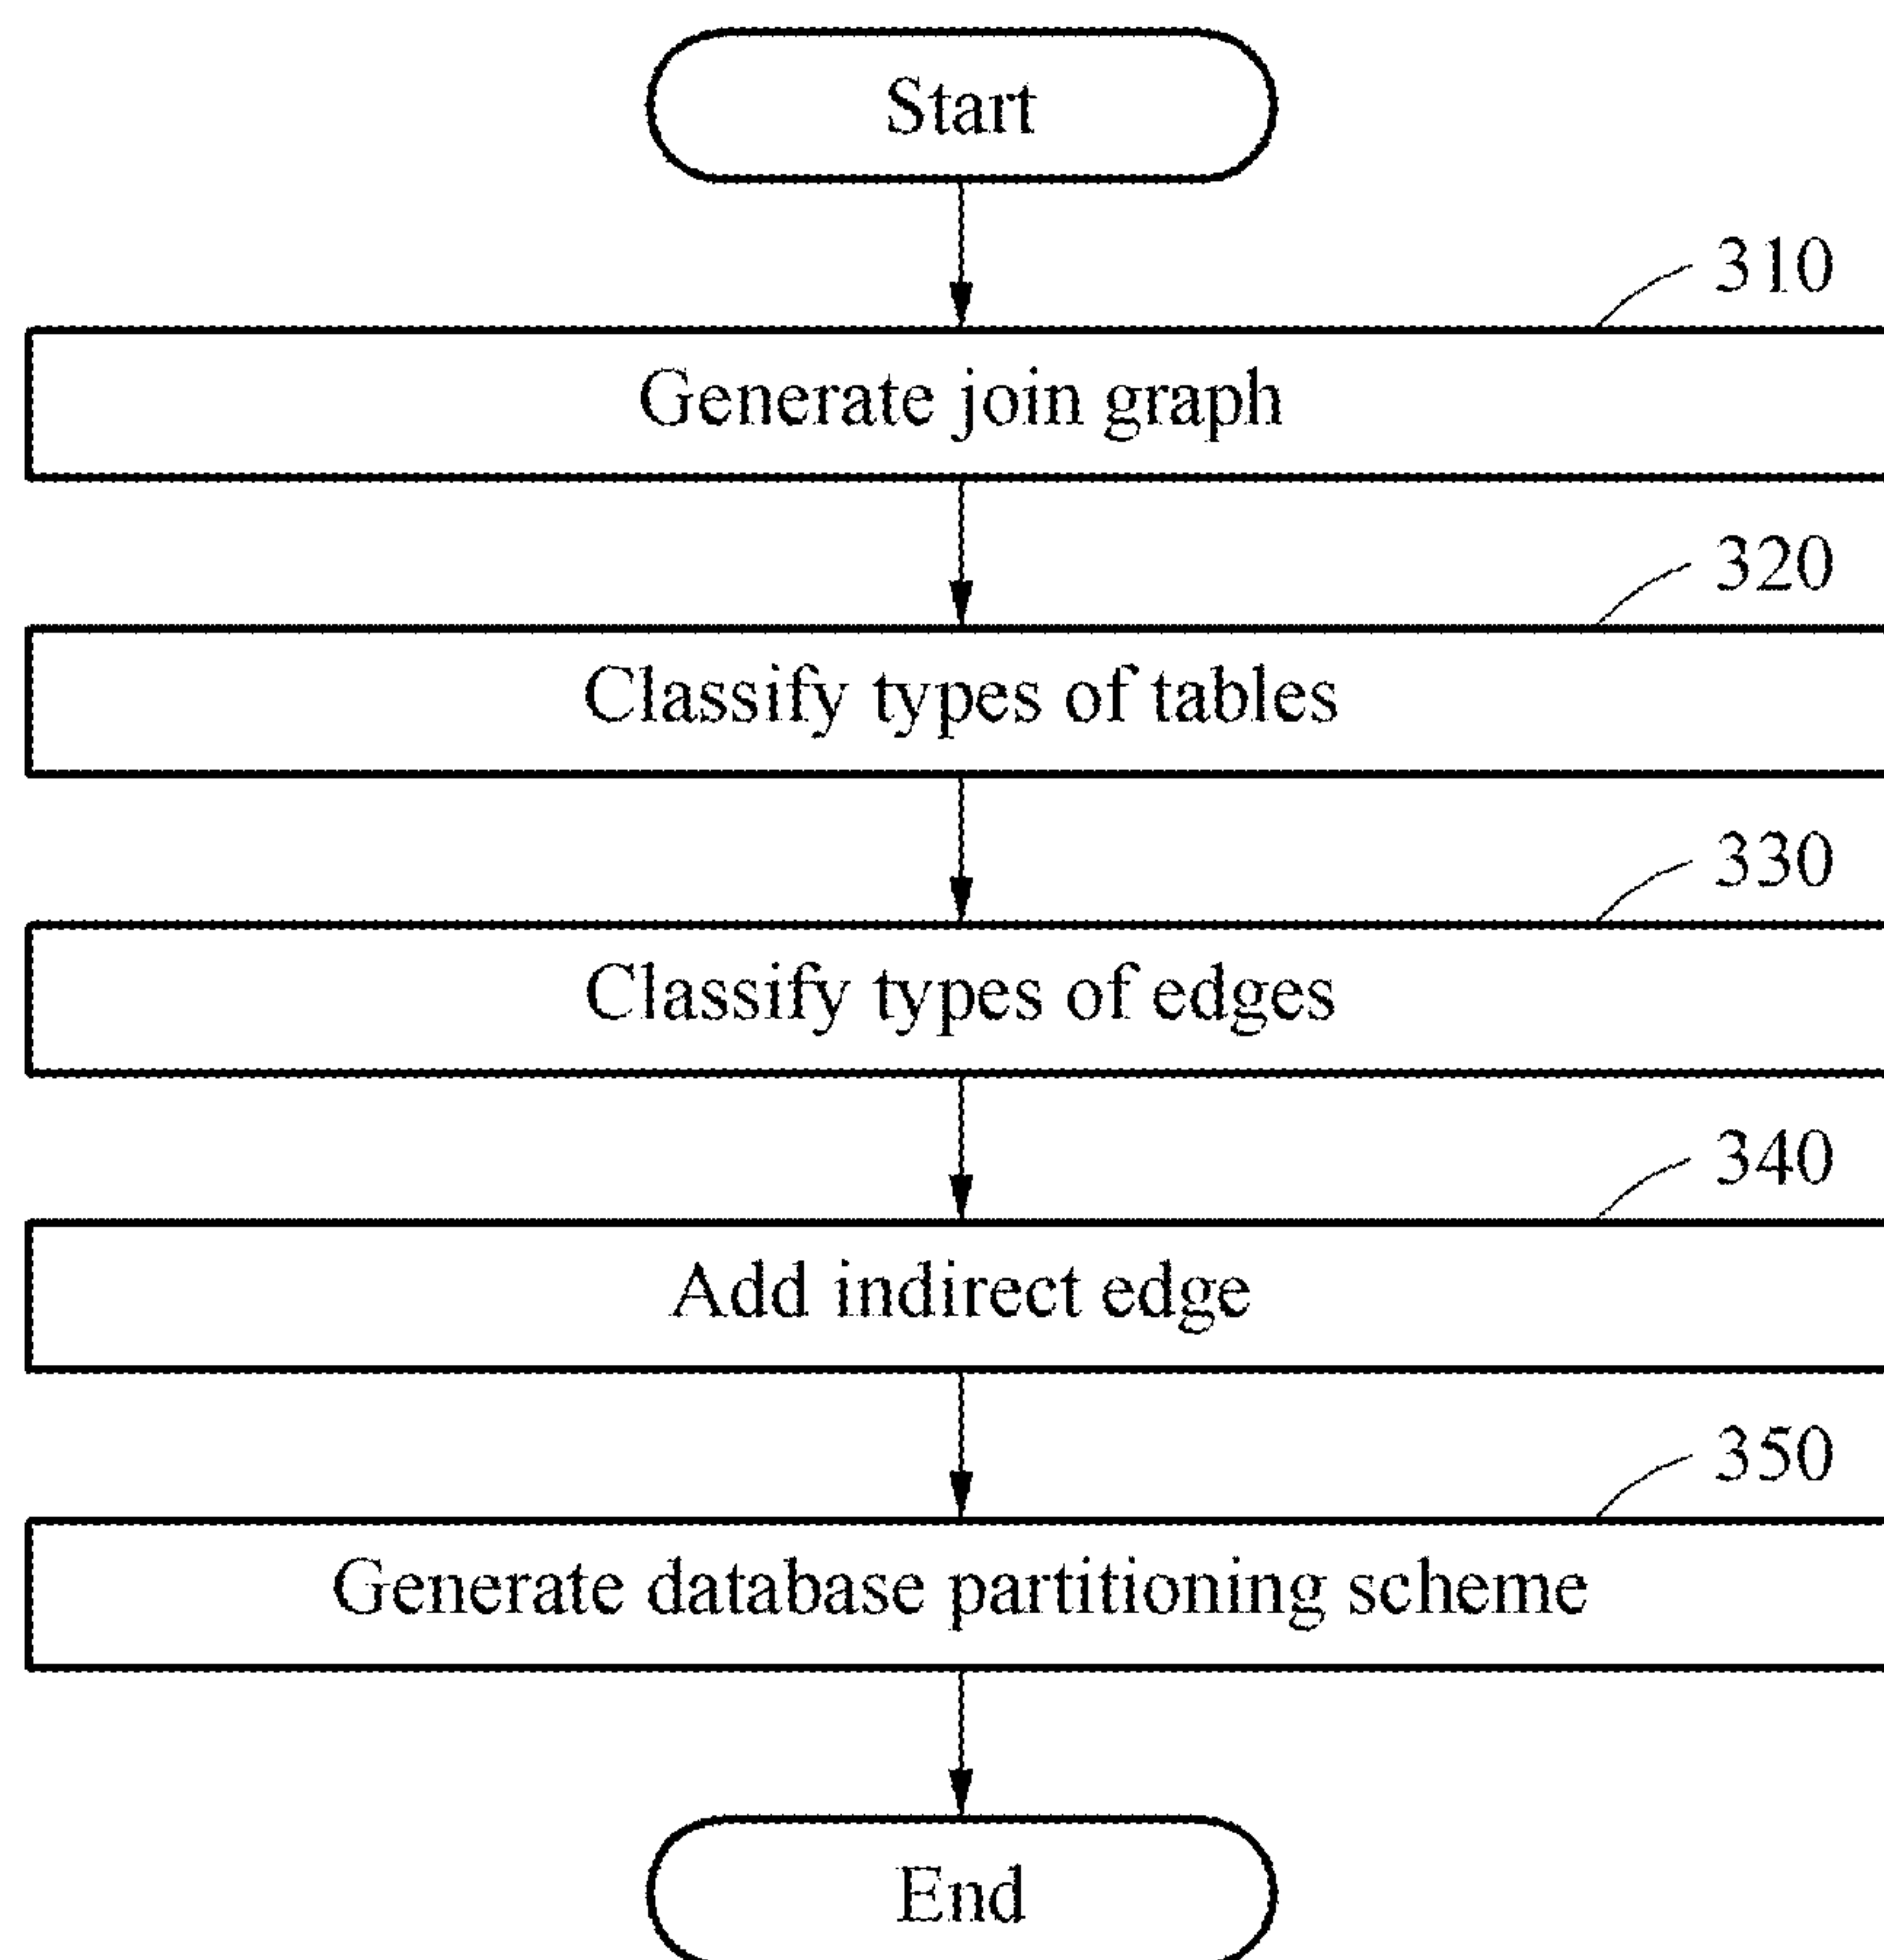 Start
310
Generate join graph
320
Classify types of tables
330
Classify types of edges
340
Add indirect edge
350
Generate database partitioning scheme
End